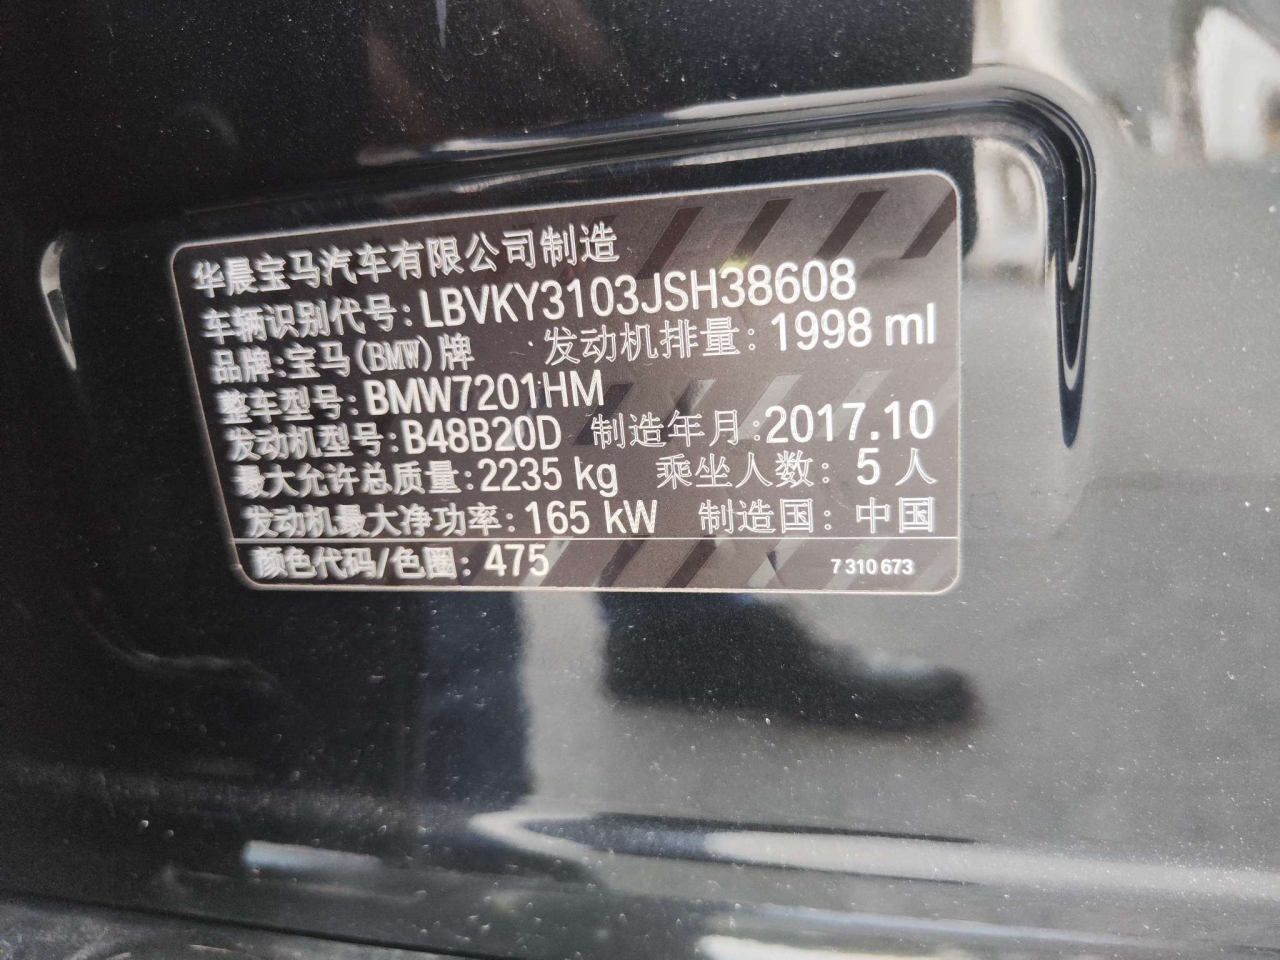 华晨宝马汽车有限公司制造
车辆识别代号:LBVKY3103JSH38608
品牌:宝马(BMW)牌 发动机排量:1998 ml
整车型号:BMW7201HM
发动机型号:B48B20D 制造年月:2017.10
最大允许总质量:2235 kg 乘坐人数:5 人
发动机最大净功率:165 kW 制造国:中国
颜色代码/色圈:475 7 310 673